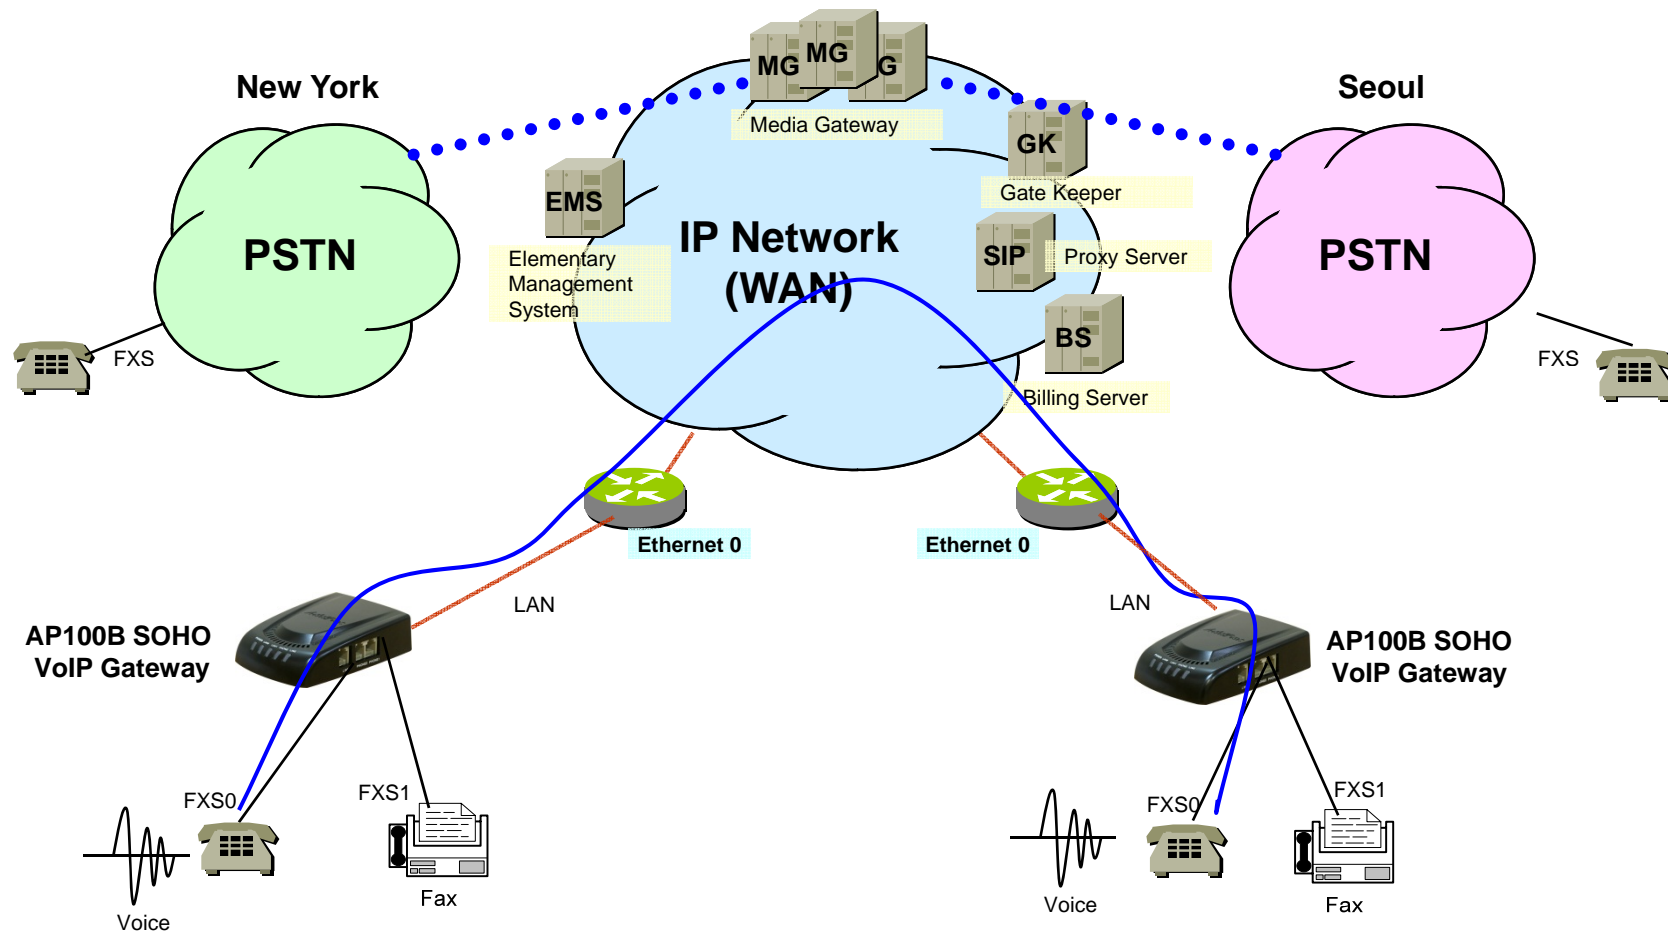 MG
MG
G
New York
Seoul
Media Gateway
GK
Gate Keeper
EMS
IP Network
(WAN)
PSTN
PSTN
SIP
Proxy Server
Elementary
Management
System
BS
FXS
FXS
Billing Server
Ethernet 0
Ethernet 0
LAN
LAN
AP100B SOHO
VoIP Gateway
AP100B SOHO
VoIP Gateway
FXS0
FXS1
FXS0
FXS1
Voice
Fax
Voice
Fax